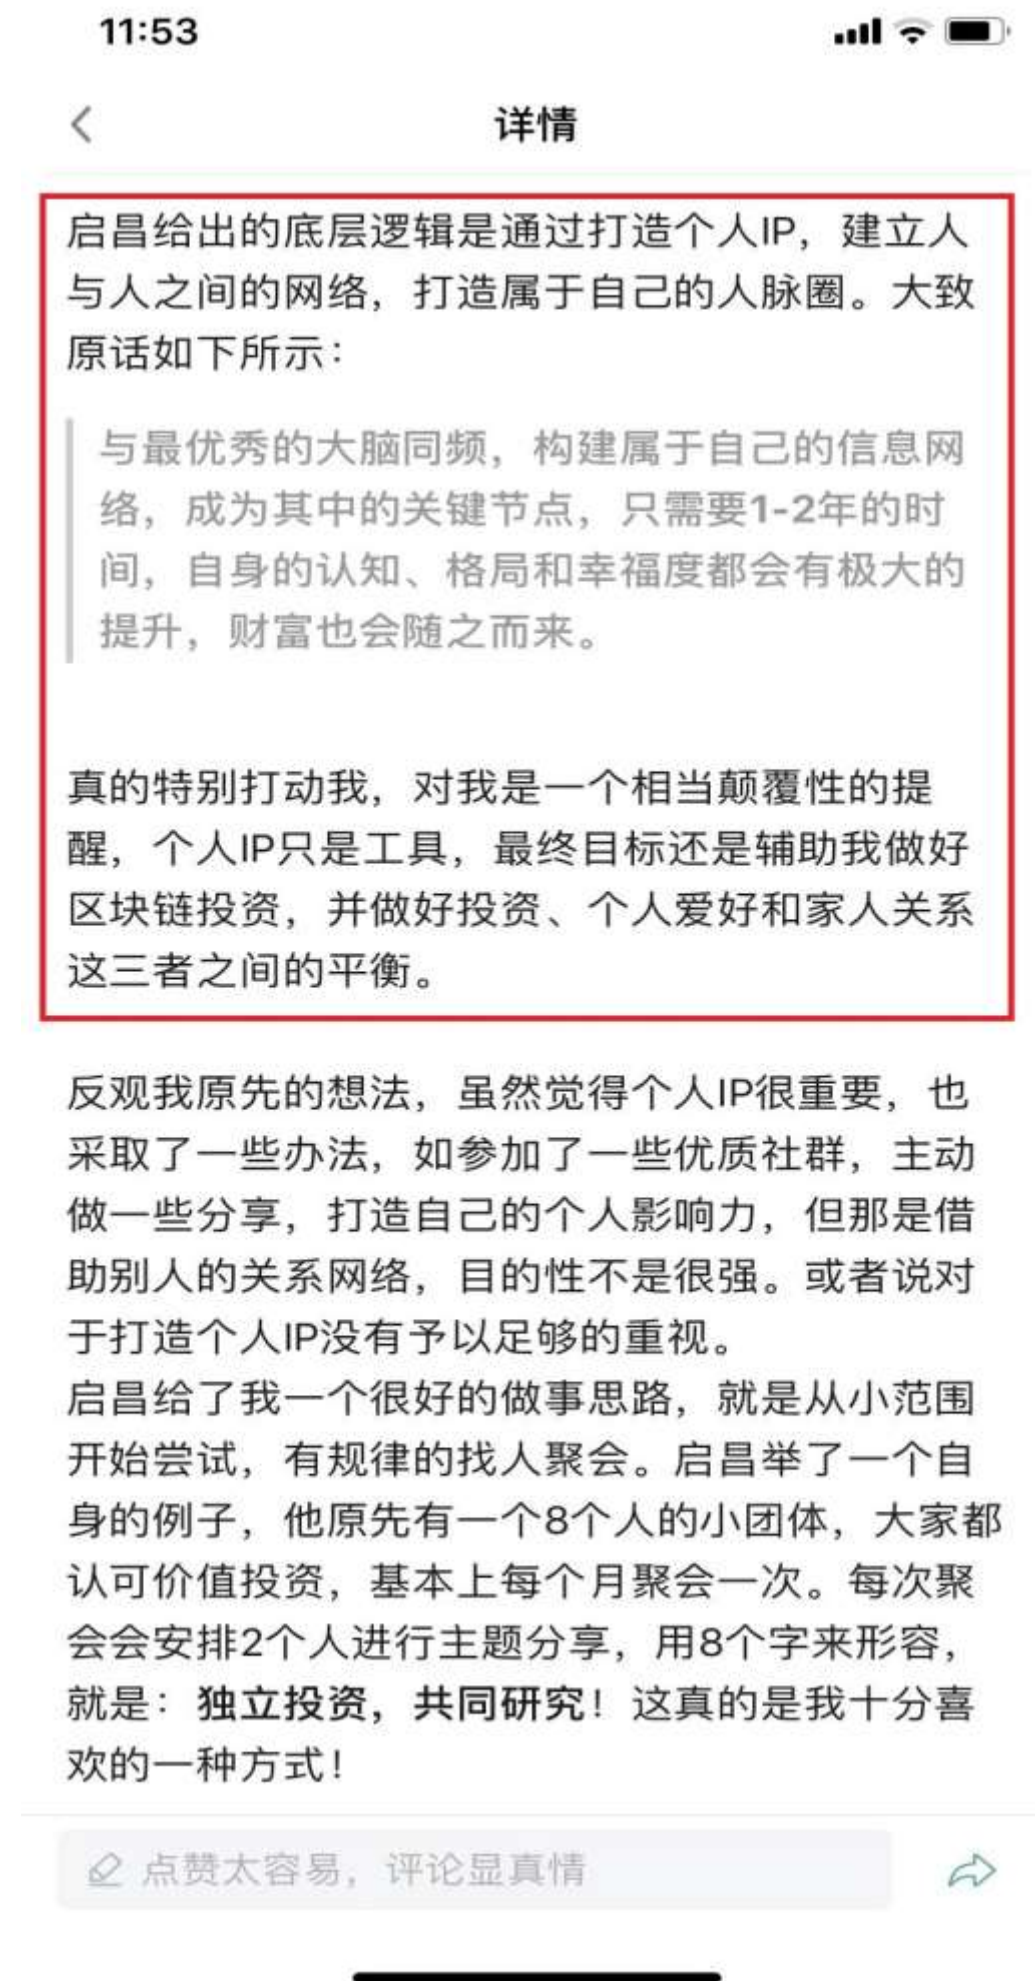 11:53
详情
启昌给出的底层逻辑是通过打造个人IP，建立人
与人之间的网络，打造属于自己的人脉圈。大致
原话如下所示：
与最优秀的大脑同频，构建属于自己的信息网
络，成为其中的关键节点，只需要1-2年的时
间，自身的认知、格局和幸福度都会有极大的
提升，财富也会随之而来。
真的特别打动我，对我是一个相当颠覆性的提
醒，个人IP只是工具，最终目标还是辅助我做好
区块链投资，并做好投资、个人爱好和家人关系
这三者之间的平衡。
反观我原先的想法，虽然觉得个人IP很重要，也
采取了一些办法，如参加了一些优质社群，主动
做一些分享，打造自己的个人影响力，但那是借
助别人的关系网络，目的性不是很强。或者说对
于打造个人IP没有予以足够的重视。
启昌给了我一个很好的做事思路，就是从小范围
开始尝试，有规律的找人聚会。启昌举了一个自
身的例子，他原先有一个8个人的小团体，大家都
认可价值投资，基本上每个月聚会一次。每次聚
会会安排2个人进行主题分享，用8个字来形容，
就是：独立投资，共同研究！这真的是我十分喜
欢的一种方式！
点赞太容易，评论显真情